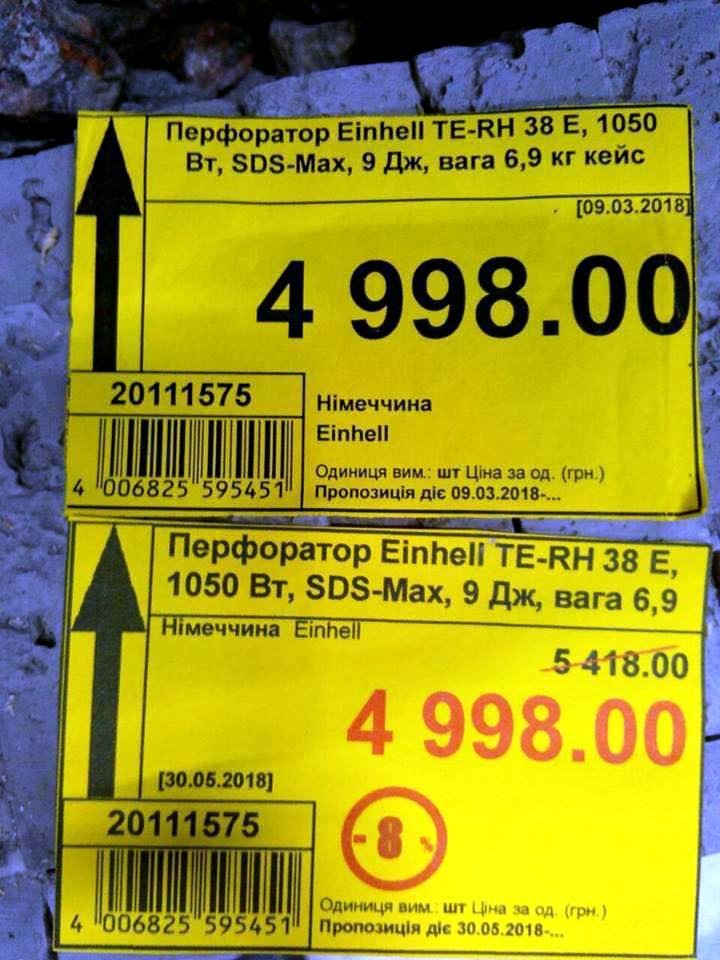 Перфоратор Einhell TE-RH 38 E, 1050
Вт, SDS-Max, 9 Дж, вага 6,9 кг кейс
[09.03.2018]
4 998.00
20111575
Німеччина
Einhell
4 006825 595451
Одиниця вим.: шт Ціна за од. (грн.)
Пропозиція діє 09.03.2018-...
Перфоратор Einhell TE-RH 38 E,
1050 Вт, SDS-Max, 9 Дж, вага 6,9
Німеччина Einhell
5 418.00
4 998.00
[30.05.2018]
20111575
- 8 %
4 006825 595451
Одиниця вим.: шт Ціна за од. (грн.)
Пропозиція діє 30.05.2018-...